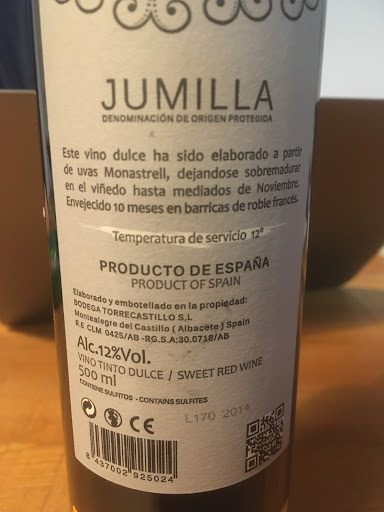 JUMILLA
DENOMINACIÓN DE ORIGEN PROTEGIDA
Este vino dulce ha sido elaborado a partir
de uvas Monastrell, dejandose sobremadurar
en el viñedo hasta mediados de Noviembre.
Envejecido 10 meses en barricas de roble francés.
Temperatura de servicio 12º
PRODUCTO DE ESPAÑA
PRODUCT OF SPAIN
Elaborado y embotellado en la propiedad:
BODEGA TORRECASTILLO S,L
Montealegre del Castillo ( Albacete ) Spain
R.E CLM 0425/AB -RG.S.A:30.0718/AB
Alc.12%Vol.
VINO TINTO DULCE / SWEET RED WINE
500 ml
CONTIENE SULFITOS - CONTAINS SULFITES
CE
L170 2014
8 437002 925024